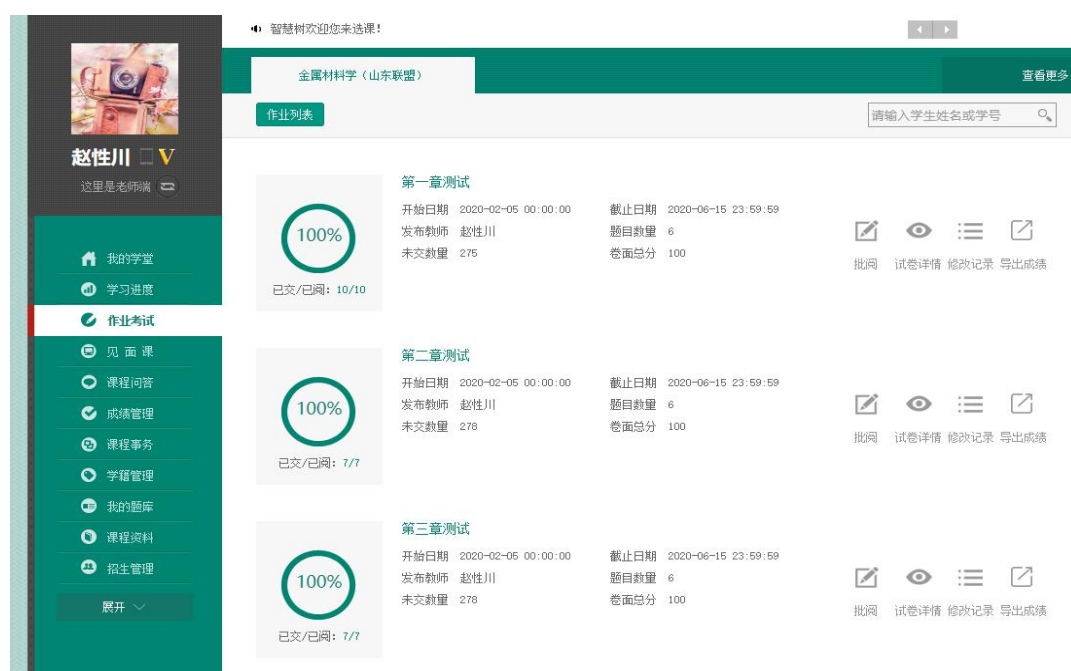 智慧树欢迎您来选课!
金属材料学（山东联盟）
查看更多
作业列表
请输入学生姓名或学号
赵性川 V
这里是老师端
我的学堂
学习进度
作业考试
见面课
课程问答
成绩管理
课程事务
学籍管理
我的题库
课程资料
招生管理
展开
第一章测试
100%
已交/已阅: 10/10
开始日期 2020-02-05 00:00:00 截止日期 2020-06-15 23:59:59
发布教师 赵性川 题目数量 6
未交数量 275 卷面总分 100
批阅 试卷详情 修改记录 导出成绩
第二章测试
100%
已交/已阅: 7/7
开始日期 2020-02-05 00:00:00 截止日期 2020-06-15 23:59:59
发布教师 赵性川 题目数量 6
未交数量 278 卷面总分 100
批阅 试卷详情 修改记录 导出成绩
第三章测试
100%
已交/已阅: 7/7
开始日期 2020-02-05 00:00:00 截止日期 2020-06-15 23:59:59
发布教师 赵性川 题目数量 6
未交数量 278 卷面总分 100
批阅 试卷详情 修改记录 导出成绩